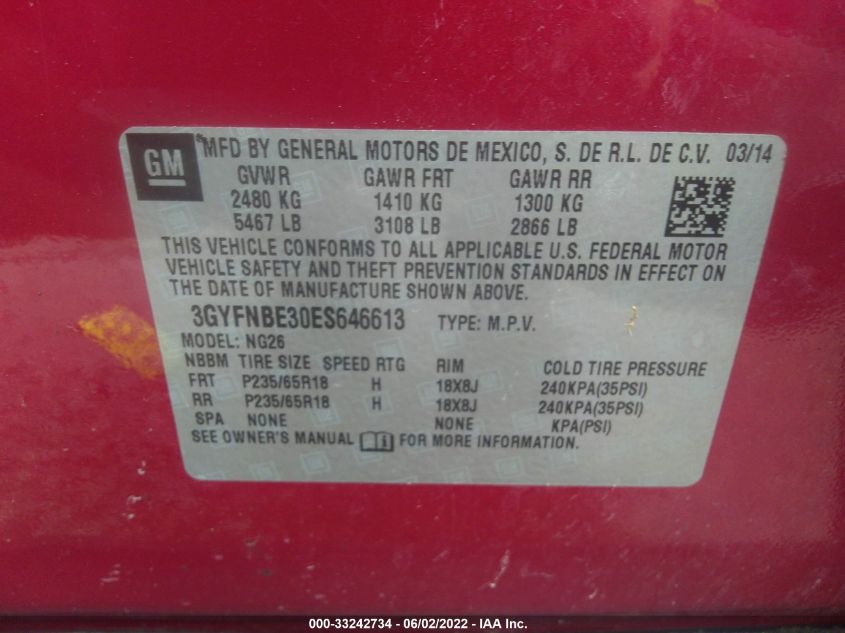 GM
*MFD BY GENERAL MOTORS DE MEXICO, S. DE R.L. DE C.V. 03/14
GVWR GAWR FRT GAWR RR
2480 KG 1410 KG 1300 KG
5467 LB 3108 LB 2866 LB
THIS VEHICLE CONFORMS TO ALL APPLICABLE U.S. FEDERAL MOTOR
VEHICLE SAFETY AND THEFT PREVENTION STANDARDS IN EFFECT ON
THE DATE OF MANUFACTURE SHOWN ABOVE.
3GYFNBE30ES646613 TYPE: M.P.V.
MODEL: NG26
NBBM TIRE SIZE SPEED RTG RIM COLD TIRE PRESSURE
FRT P235/65R18 H 18X8J 240KPA(35PSI)
RR P235/65R18 H 18X8J 240KPA(35PSI)
SPA NONE NONE KPA(PSI)
SEE OWNER'S MANUAL i FOR MORE INFORMATION.
000-33242734 - 06/02/2022 - IAA Inc.